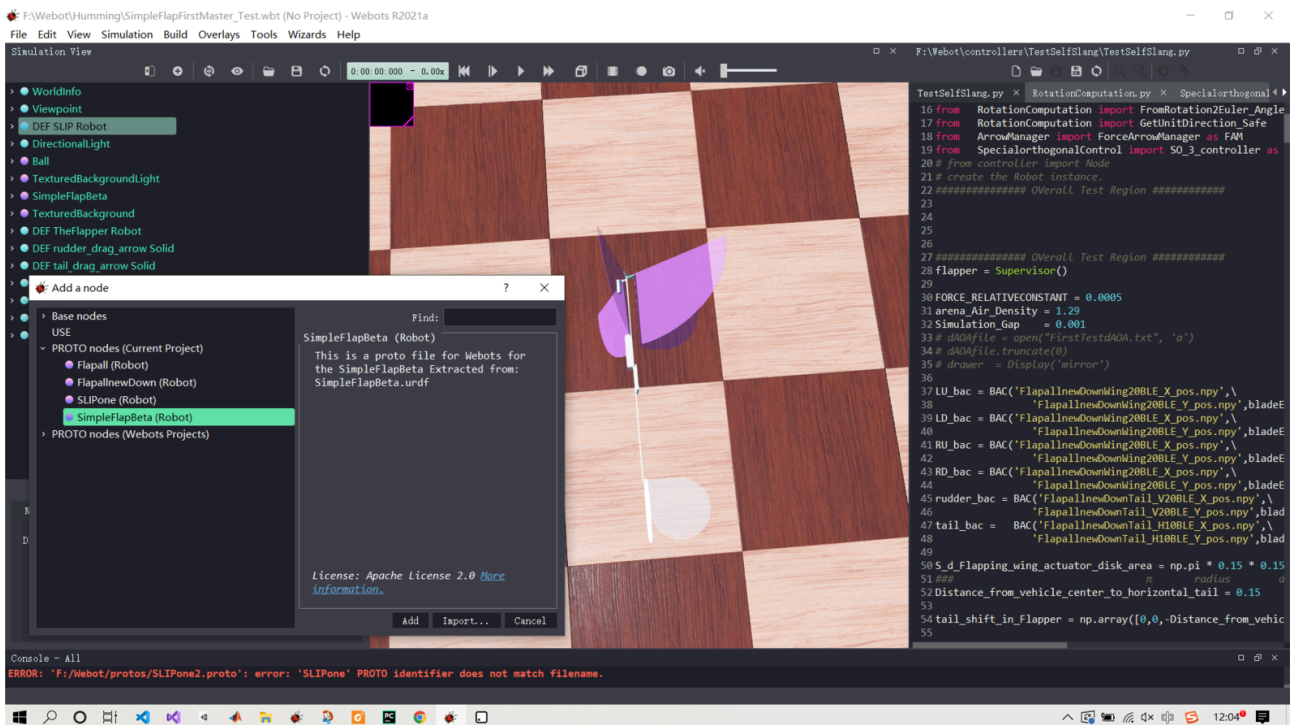 F:\Webot\Humming\SimpleFlapFirstMaster_Test.wbt (No Project) - Webots R2021a
File Edit View Simulation Build Overlays Tools Wizards Help
Simulation View
0:00:00:000 - 0.00x
WorldInfo
Viewpoint
DEF SLIP Robot
DirectionalLight
Ball
TexturedBackgroundLight
SimpleFlapBeta
TexturedBackground
DEF TheFlapper Robot
DEF rudder_drag_arrow Solid
DEF tail_drag_arrow Solid
Add a node
?
Base nodes
USE
PROTO nodes (Current Project)
Flapall (Robot)
FlapallnewDown (Robot)
SLIPone (Robot)
SimpleFlapBeta (Robot)
PROTO nodes (Webots Projects)
Find:
SimpleFlapBeta (Robot)
This is a proto file for Webots for
the SimpleFlapBeta Extracted from:
SimpleFlapBeta.urdf
License: Apache License 2.0 More
information.
Add Import... Cancel
F:\Webot\controllers\TestSelfSlang\TestSelfSlang.py
TestSelfSlang.py RotationComputation.py Specialorthogonal
16 from RotationComputation import FromRotation2Euler_Angle
17 from RotationComputation import GetUnitDirection_Safe
18 from ArrowManager import ForceArrowManager as FAM
19 from SpecialorthogonalControl import SO_3_controller as
20 # from controller import Node
21 # create the Robot instance.
22 ############### OVerall Test Region ############
23
24
25
26
27 ############### OVerall Test Region ############
28 flapper = Supervisor()
29
30 FORCE_RELATIVECONSTANT = 0.0005
31 arena_Air_Density = 1.29
32 Simulation_Gap = 0.001
33 # dAOAfile = open("FirstTestdAOA.txt", 'a')
34 # dAOAfile.truncate(0)
35 # drawer = Display('mirror')
36
37 LU_bac = BAC('FlapallnewDownWing20BLE_X_pos.npy',\
38 'FlapallnewDownWing20BLE_Y_pos.npy',bladeE
39 LD_bac = BAC('FlapallnewDownWing20BLE_X_pos.npy',\
40 'FlapallnewDownWing20BLE_Y_pos.npy',bladeE
41 RU_bac = BAC('FlapallnewDownWing20BLE_X_pos.npy',\
42 'FlapallnewDownWing20BLE_Y_pos.npy',bladeE
43 RD_bac = BAC('FlapallnewDownWing20BLE_X_pos.npy',\
44 'FlapallnewDownWing20BLE_Y_pos.npy',bladeE
45 rudder_bac = BAC('FlapallnewDownTail_V20BLE_X_pos.npy',\
46 'FlapallnewDownTail_V20BLE_Y_pos.npy',blad
47 tail_bac = BAC('FlapallnewDownTail_H10BLE_X_pos.npy',\
48 'FlapallnewDownTail_H10BLE_Y_pos.npy',blad
49
50 S_d_Flapping_wing_actuator_disk_area = np.pi * 0.15 * 0.15
51 ### π radius a
52 Distance_from_vehicle_center_to_horizontal_tail = 0.15
53
54 tail_shift_in_Flapper = np.array([0,0,-Distance_from_vehic
55
Console - All
ERROR: 'F:/Webot/protos/SLIPone2.proto': error: 'SLIPone' PROTO identifier does not match filename.
12:04